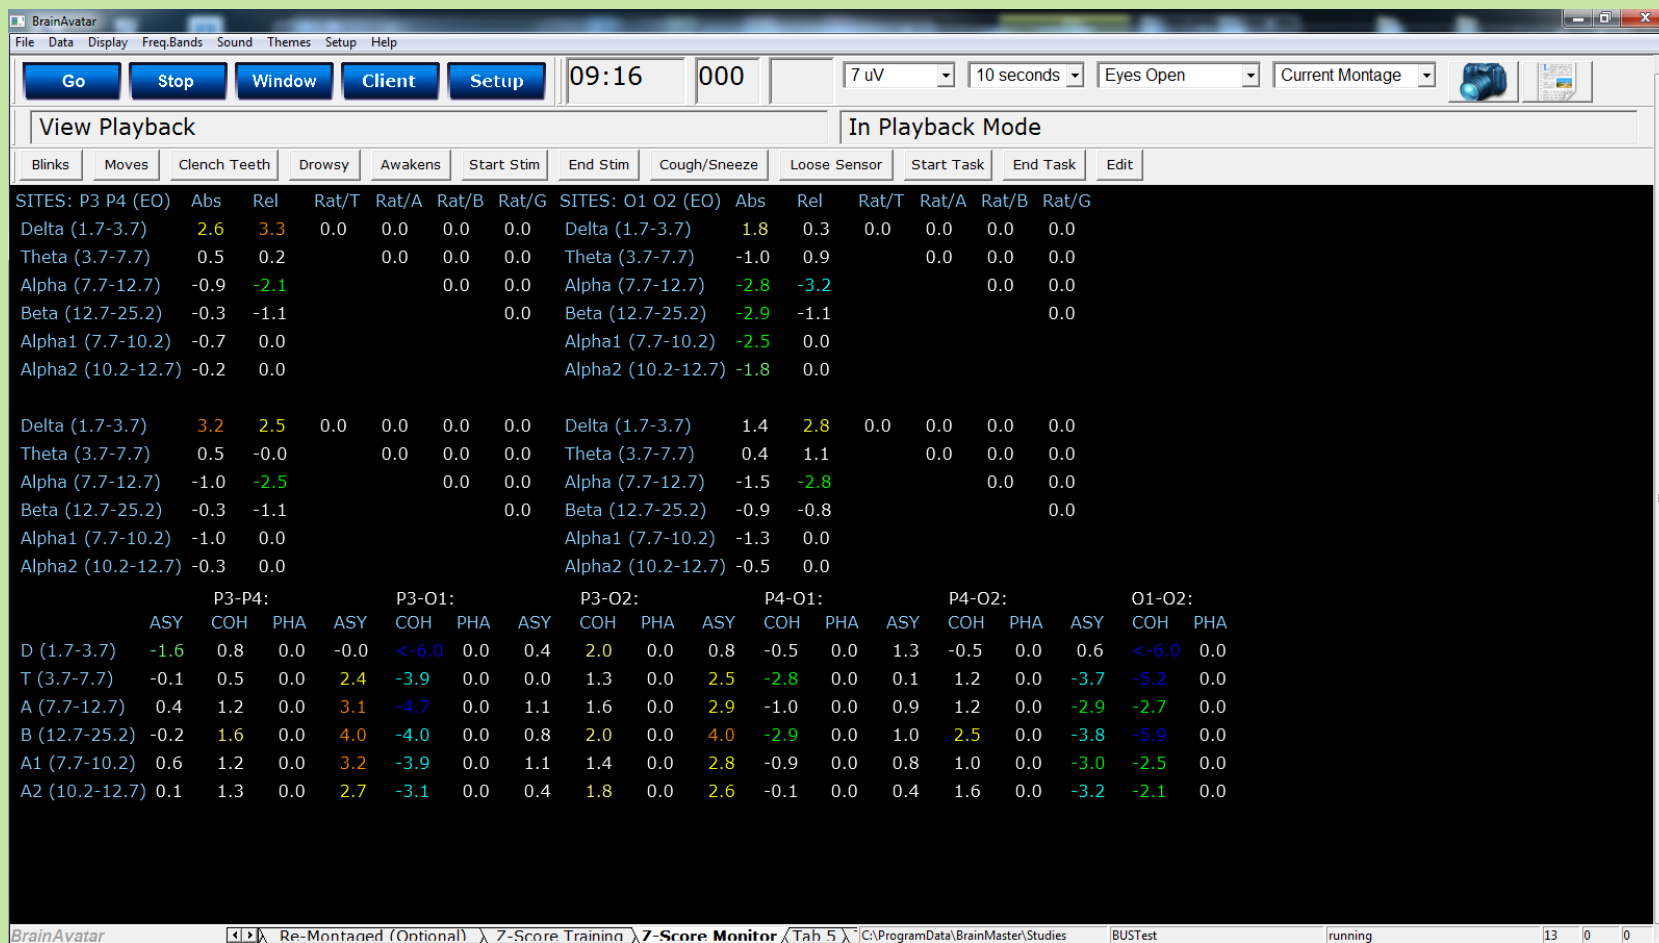 BrainAvatar
File Data Display Freq.Bands Sound Themes Setup Help
Go Stop Window Client Setup 09:16 000 7 uV 10 seconds Eyes Open Current Montage
View Playback In Playback Mode
Blinks Moves Clench Teeth Drowsy Awakens Start Stim End Stim Cough/Sneeze Loose Sensor Start Task End Task Edit
SITES: P3 P4 (EO) Abs Rel Rat/T Rat/A Rat/B Rat/G SITES: O1 O2 (EO) Abs Rel Rat/T Rat/A Rat/B Rat/G
Delta (1.7-3.7) 2.6 3.3 0.0 0.0 0.0 0.0 Delta (1.7-3.7) 1.8 0.3 0.0 0.0 0.0 0.0
Theta (3.7-7.7) 0.5 0.2 0.0 0.0 0.0 Theta (3.7-7.7) -1.0 0.9 0.0 0.0 0.0
Alpha (7.7-12.7) -0.9 -2.1 0.0 0.0 Alpha (7.7-12.7) -2.8 -3.2 0.0 0.0
Beta (12.7-25.2) -0.3 -1.1 0.0 Beta (12.7-25.2) -2.9 -1.1 0.0
Alpha1 (7.7-10.2) -0.7 0.0 Alpha1 (7.7-10.2) -2.5 0.0
Alpha2 (10.2-12.7) -0.2 0.0 Alpha2 (10.2-12.7) -1.8 0.0
Delta (1.7-3.7) 3.2 2.5 0.0 0.0 0.0 0.0 Delta (1.7-3.7) 1.4 2.8 0.0 0.0 0.0 0.0
Theta (3.7-7.7) 0.5 -0.0 0.0 0.0 0.0 Theta (3.7-7.7) 0.4 1.1 0.0 0.0 0.0
Alpha (7.7-12.7) -1.0 -2.5 0.0 0.0 Alpha (7.7-12.7) -1.5 -2.8 0.0 0.0
Beta (12.7-25.2) -0.3 -1.1 0.0 Beta (12.7-25.2) -0.9 -0.8 0.0
Alpha1 (7.7-10.2) -1.0 0.0 Alpha1 (7.7-10.2) -1.3 0.0
Alpha2 (10.2-12.7) -0.3 0.0 Alpha2 (10.2-12.7) -0.5 0.0
P3-P4: P3-O1: P3-O2: P4-O1: P4-O2: O1-O2:
ASY COH PHA ASY COH PHA ASY COH PHA ASY COH PHA ASY COH PHA ASY COH PHA
D (1.7-3.7) -1.6 0.8 0.0 -0.0 <-6.0 0.0 0.4 2.0 0.0 0.8 -0.5 0.0 1.3 -0.5 0.0 0.6 <-6.0 0.0
T (3.7-7.7) -0.1 0.5 0.0 2.4 -3.9 0.0 0.0 1.3 0.0 2.5 -2.8 0.0 0.1 1.2 0.0 -3.7 -5.2 0.0
A (7.7-12.7) 0.4 1.2 0.0 3.1 -4.7 0.0 1.1 1.6 0.0 2.9 -1.0 0.0 0.9 1.2 0.0 -2.9 -2.7 0.0
B (12.7-25.2) -0.2 1.6 0.0 4.0 -4.0 0.0 0.8 2.0 0.0 4.0 -2.9 0.0 1.0 2.5 0.0 -3.8 -5.9 0.0
A1 (7.7-10.2) 0.6 1.2 0.0 3.2 -3.9 0.0 1.1 1.4 0.0 2.8 -0.9 0.0 0.8 1.0 0.0 -3.0 -2.5 0.0
A2 (10.2-12.7) 0.1 1.3 0.0 2.7 -3.1 0.0 0.4 1.8 0.0 2.6 -0.1 0.0 0.4 1.6 0.0 -3.2 -2.1 0.0
BrainAvatar Re-Montaged (Optional) Z-Score Training Z-Score Monitor Tab 5 C:\ProgramData\BrainMaster\Studies BUSTest running 13 0 0